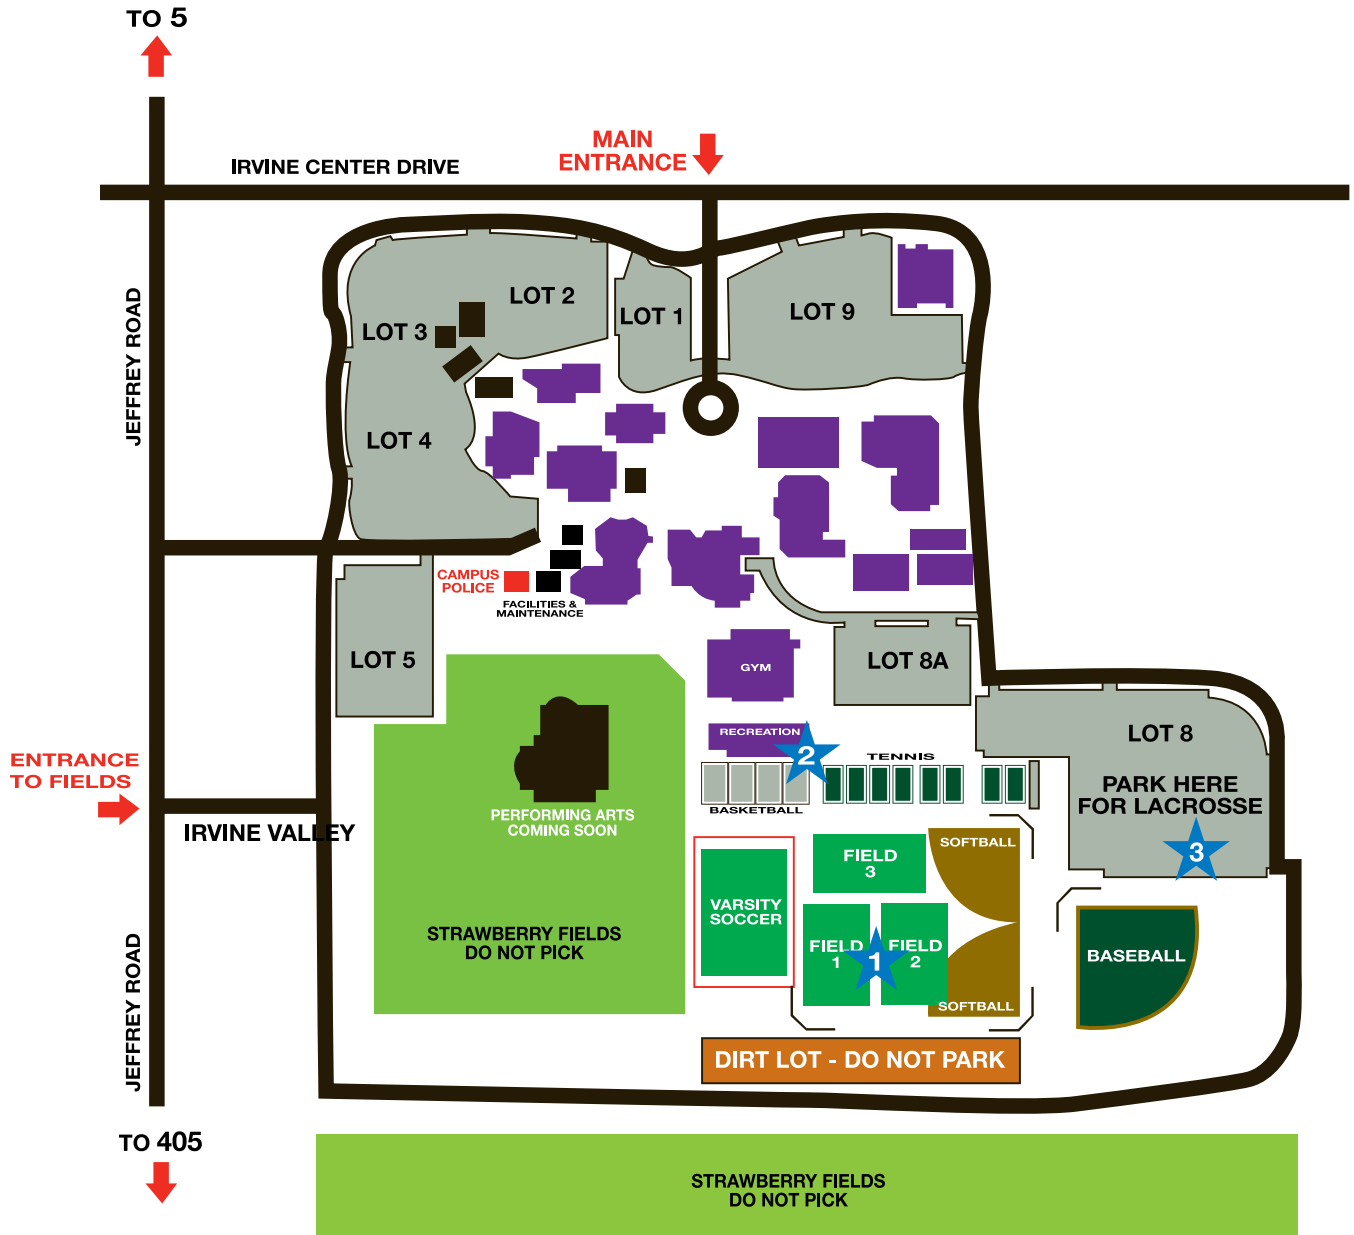 TO 5
MAIN
ENTRANCE
IRVINE CENTER DRIVE
JEFFREY ROAD
LOT 2
LOT 1
LOT 9
LOT 3
LOT 4
CAMPUS
POLICE
FACILITIES &
MAINTENANCE
LOT 5
GYM
LOT 8A
RECREATION
2
TENNIS
LOT 8
BASKETBALL
PARK HERE
FOR LACROSSE
3
ENTRANCE
TO FIELDS
IRVINE VALLEY
PERFORMING ARTS
COMING SOON
SOFTBALL
FIELD
3
VARSITY
SOCCER
STRAWBERRY FIELDS
DO NOT PICK
FIELD
1
1
FIELD
2
BASEBALL
SOFTBALL
JEFFREY ROAD
DIRT LOT - DO NOT PARK
TO 405
STRAWBERRY FIELDS
DO NOT PICK